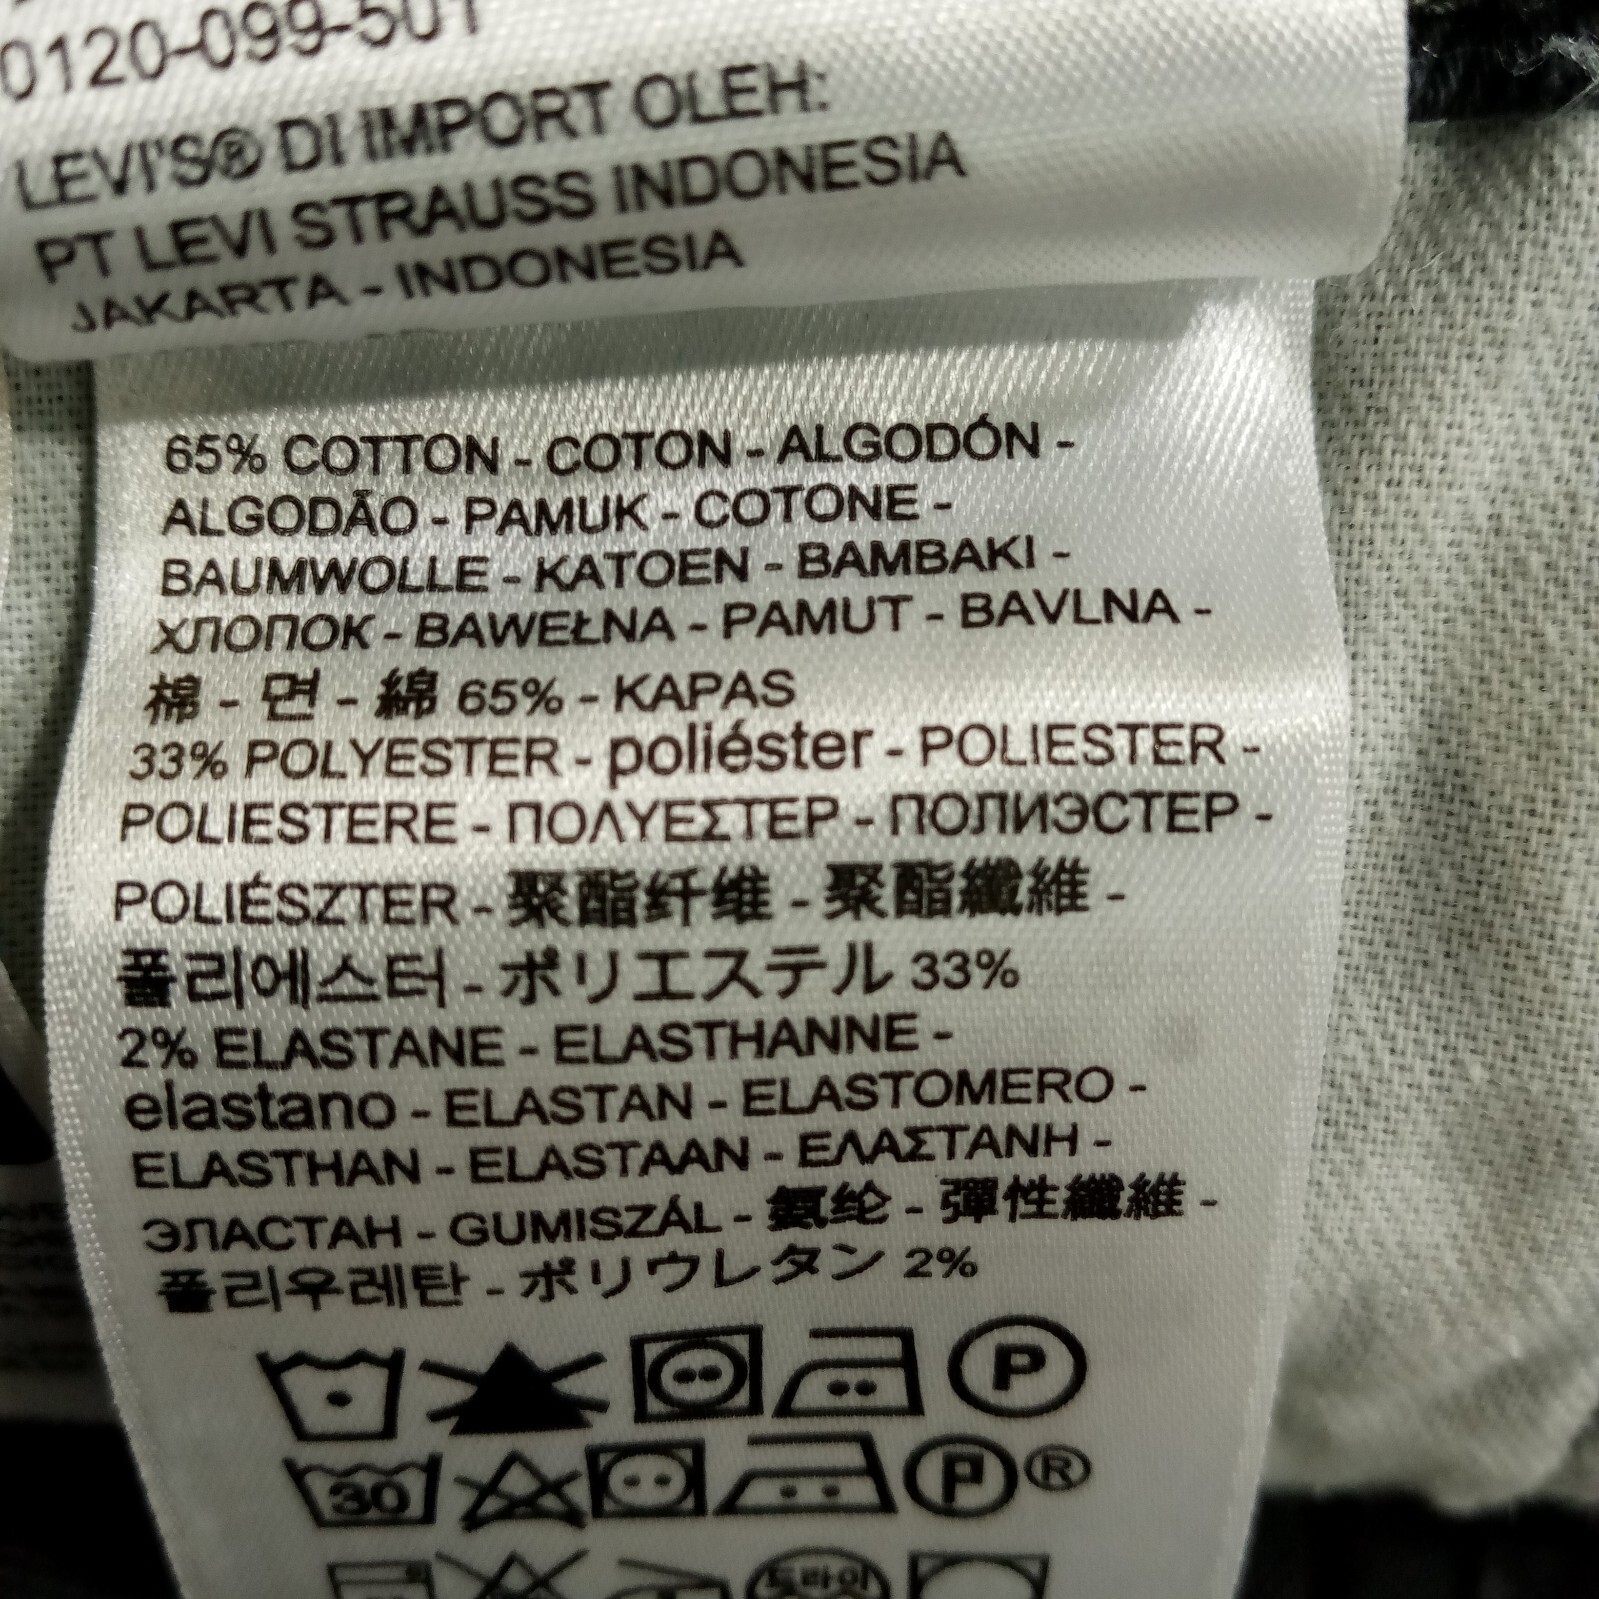 0120-099-501
LEVI'S® DI IMPORT OLEH:
PT LEVI STRAUSS INDONESIA
JAKARTA - INDONESIA
65% COTTON - COTON - ALGODÓN -
ALGODÃO - PAMUK - COTONE -
BAUMWOLLE - KATOEN - BAMBAKI -
ХЛОПОК - BAWEŁNA - PAMUT - BAVLNA -
棉 - 면 - 綿 65% - KAPAS
33% POLYESTER - poliéster - POLIESTER -
POLIESTERE - ΠΟΛΥΕΣΤΕΡ - ПОЛИЭСТЕР -
POLIÉSZTER - 聚酯纤维 - 聚酯纖維 -
폴리에스터 - ポリエステル 33%
2% ELASTANE - ELASTHANNE -
elastano - ELASTAN - ELASTOMERO -
ELASTHAN - ELASTAAN - ΕΛΑΣΤΑΝΗ -
ЭЛАСТАН - GUMISZÁL - 氨纶 - 彈性纖維 -
폴리우레탄 - ポリウレタン 2%
P
30 P ®
드라이